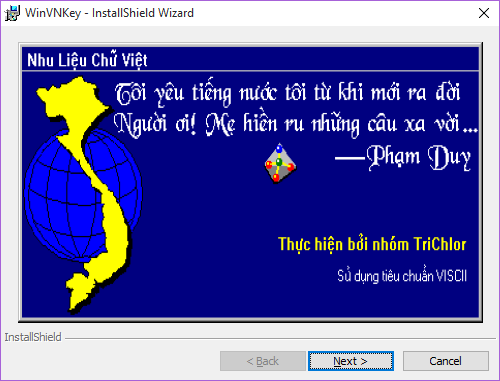 WinVNKey - InstallShield Wizard
Nhu Liệu Chữ Việt
Tôi yêu tiếng nước tôi từ khi mới ra đời
Người ơi! Mẹ hiền ru những câu xa vời...
—Phạm Duy
Thực hiện bởi nhóm TriChlor
Sử dụng tiêu chuẩn VISCII
InstallShield
< Back Next > Cancel